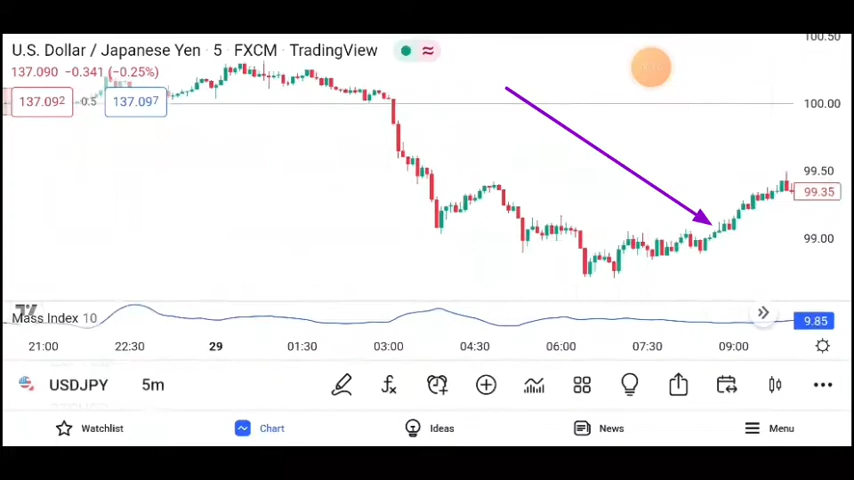 U.S. Dollar / Japanese Yen · 5 · FXCM · TradingView
100.50
137.090 −0.341 (−0.25%)
137.092 0.5 137.097
100.00
99.50
99.35
99.00
Mass Index 10
9.85
21:00 22:30 29 01:30 03:00 04:30 06:00 07:30 09:00
USDJPY 5m
Watchlist Chart Ideas News Menu